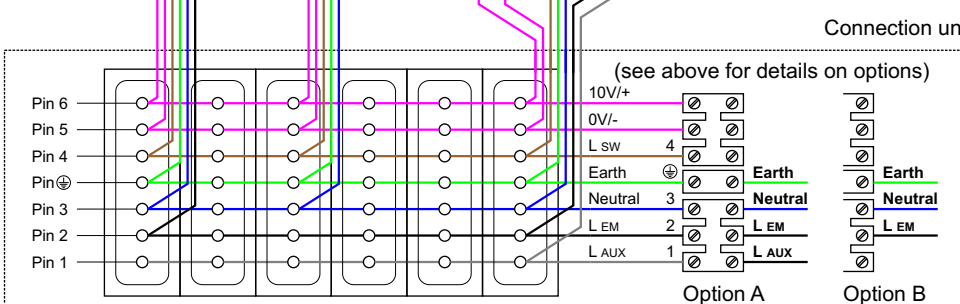 Connection un
(see above for details on options)
Pin 6
10V/+
Pin 5
0V/-
Pin 4
L SW 4
Pin
Earth
Earth
Earth
Pin 3
Neutral 3
Neutral
Neutral
Pin 2
L EM 2
L EM
L EM
Pin 1
L AUX 1
L AUX
Option A
Option B